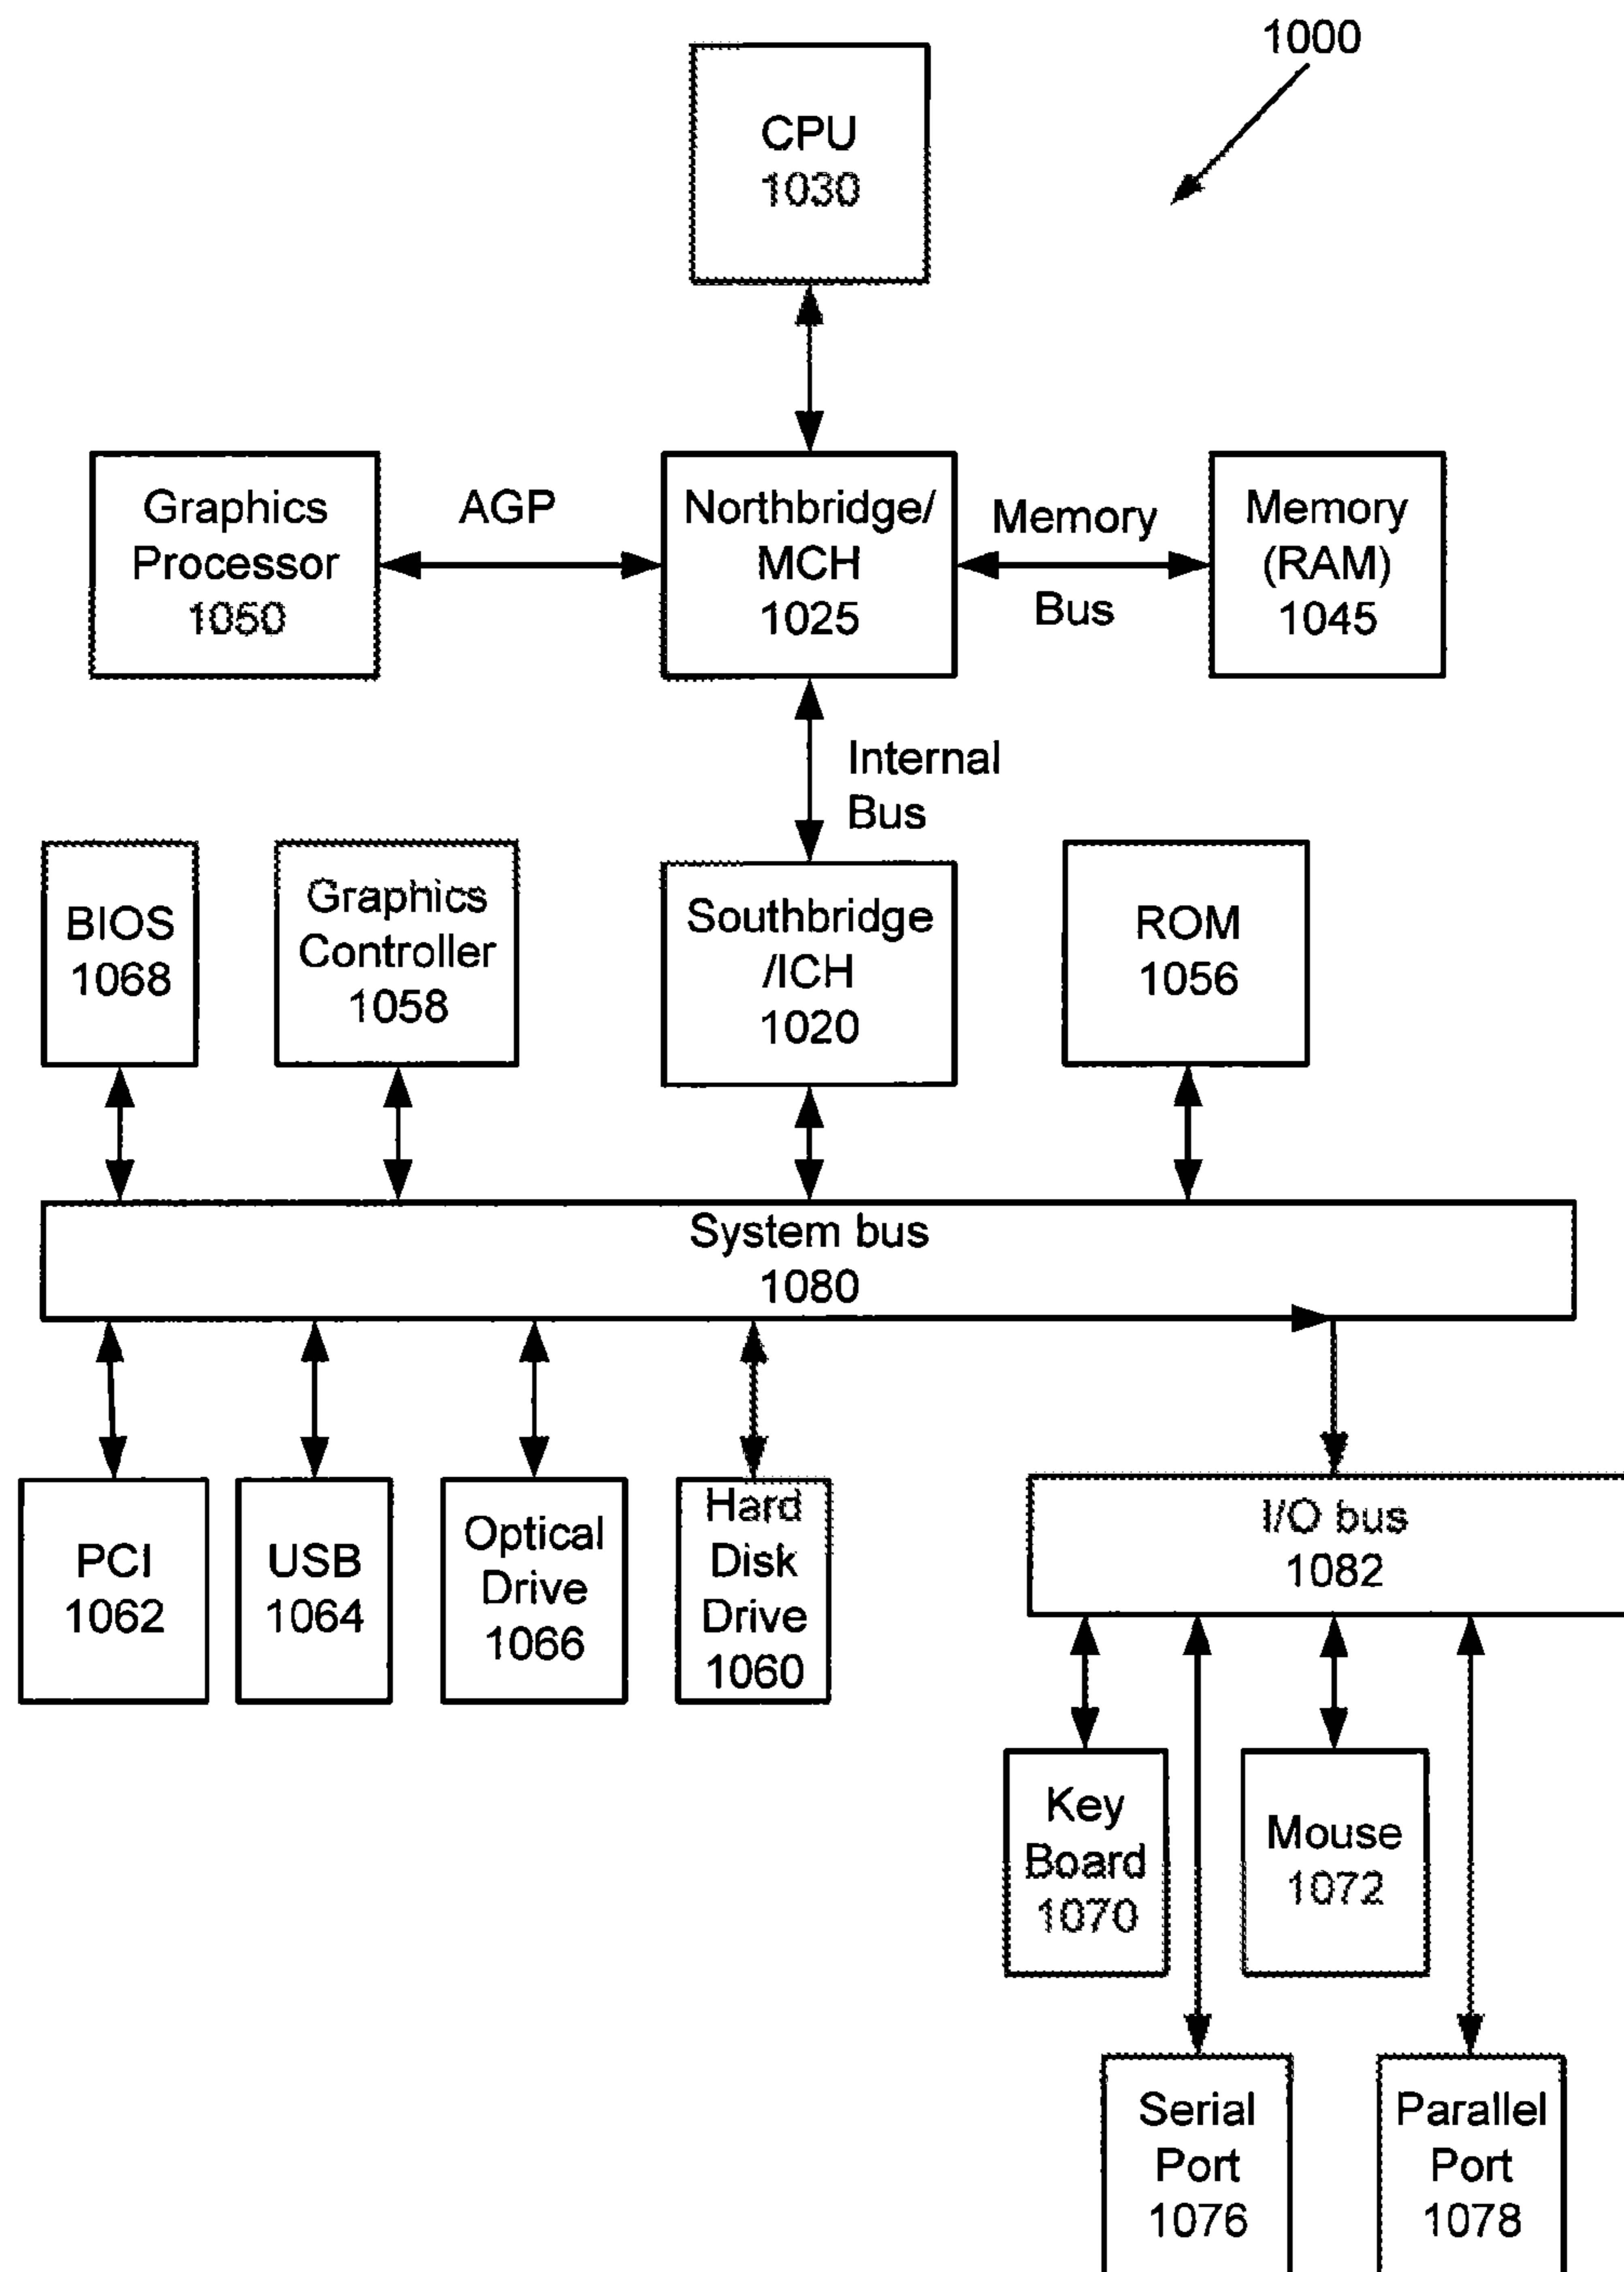 1000
CPU
1030
Graphics
Processor
1050
AGP
Northbridge/
MCH
1025
Memory
Bus
Memory
(RAM)
1045
Internal
Bus
BIOS
1068
Graphics
Controller
1058
Southbridge
/ICH
1020
ROM
1056
System bus
1080
PCI
1062
USB
1064
Optical
Drive
1066
Hard
Disk
Drive
1060
I/O bus
1082
Key
Board
1070
Mouse
1072
Serial
Port
1076
Parallel
Port
1078